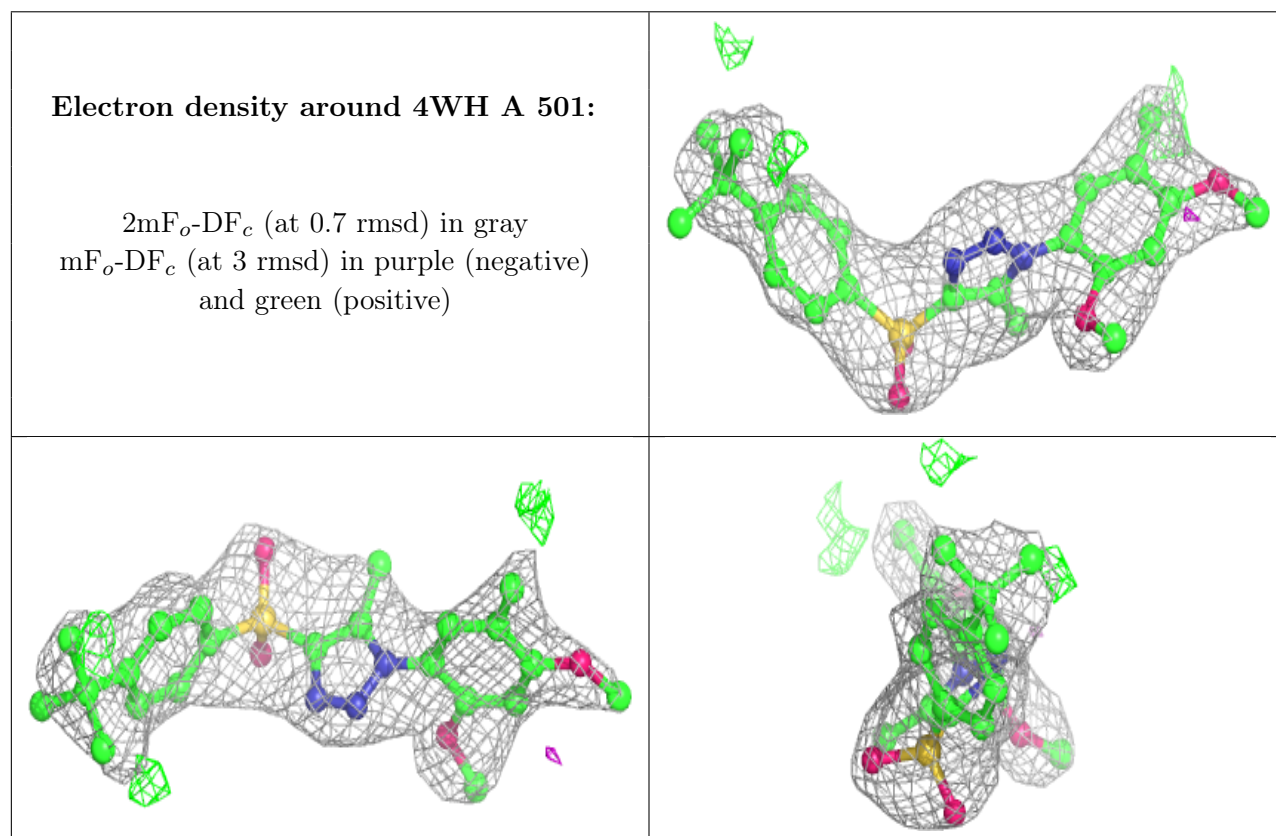 Electron density around 4WH A 501:
2mFo-DFc (at 0.7 rmsd) in gray
mFo-DFc (at 3 rmsd) in purple (negative)
and green (positive)